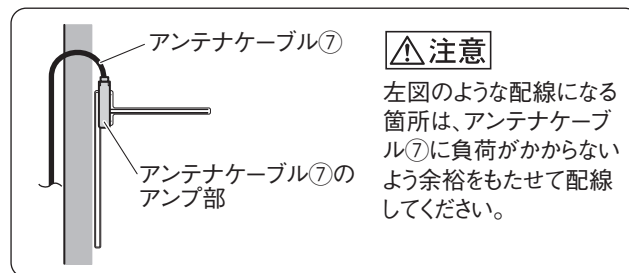 アンテナケーブル⑦
アンテナケーブル⑦の
アンプ部
注意
左図のような配線になる
箇所は、アンテナケーブ
ル⑦に負荷がかからない
よう余裕をもたせて配線
してください。